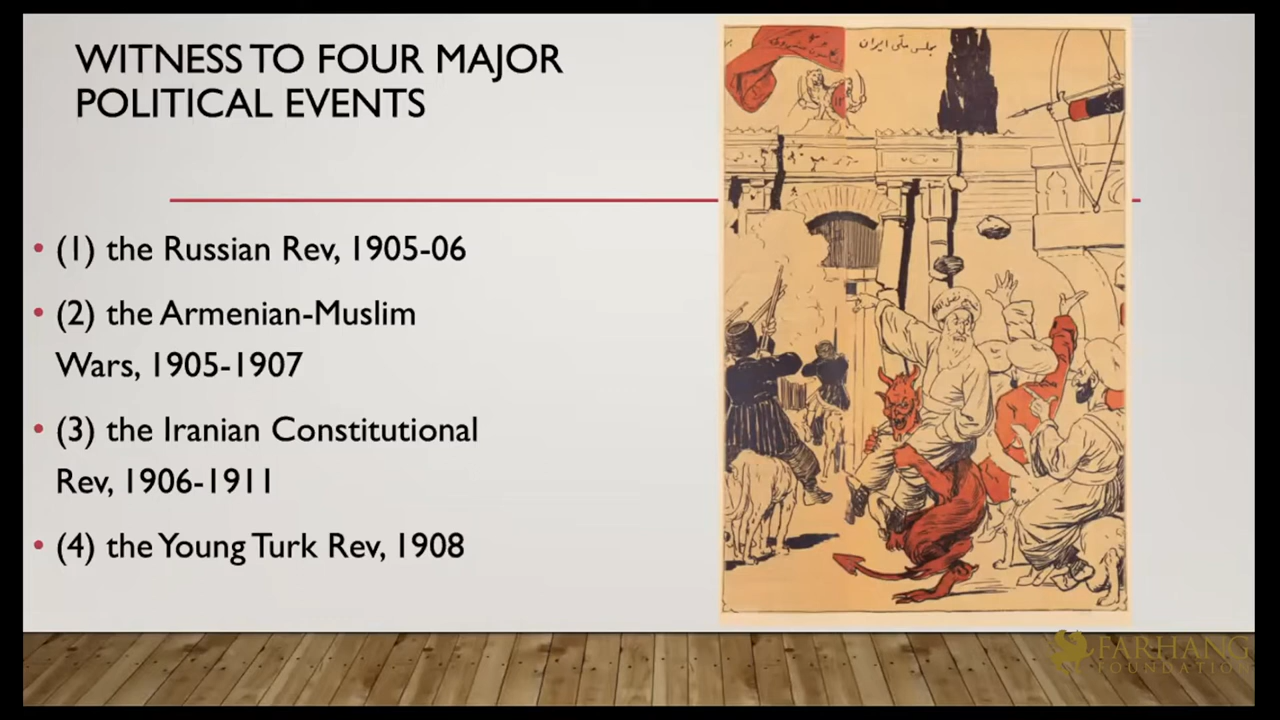 WITNESS TO FOUR MAJOR
POLITICAL EVENTS
(1) the Russian Rev, 1905-06
(2) the Armenian-Muslim
Wars, 1905-1907
(3) the Iranian Constitutional
Rev, 1906-1911
(4) the Young Turk Rev, 1908
مجلس ملّی ایران
FARHANG
FOUNDATION